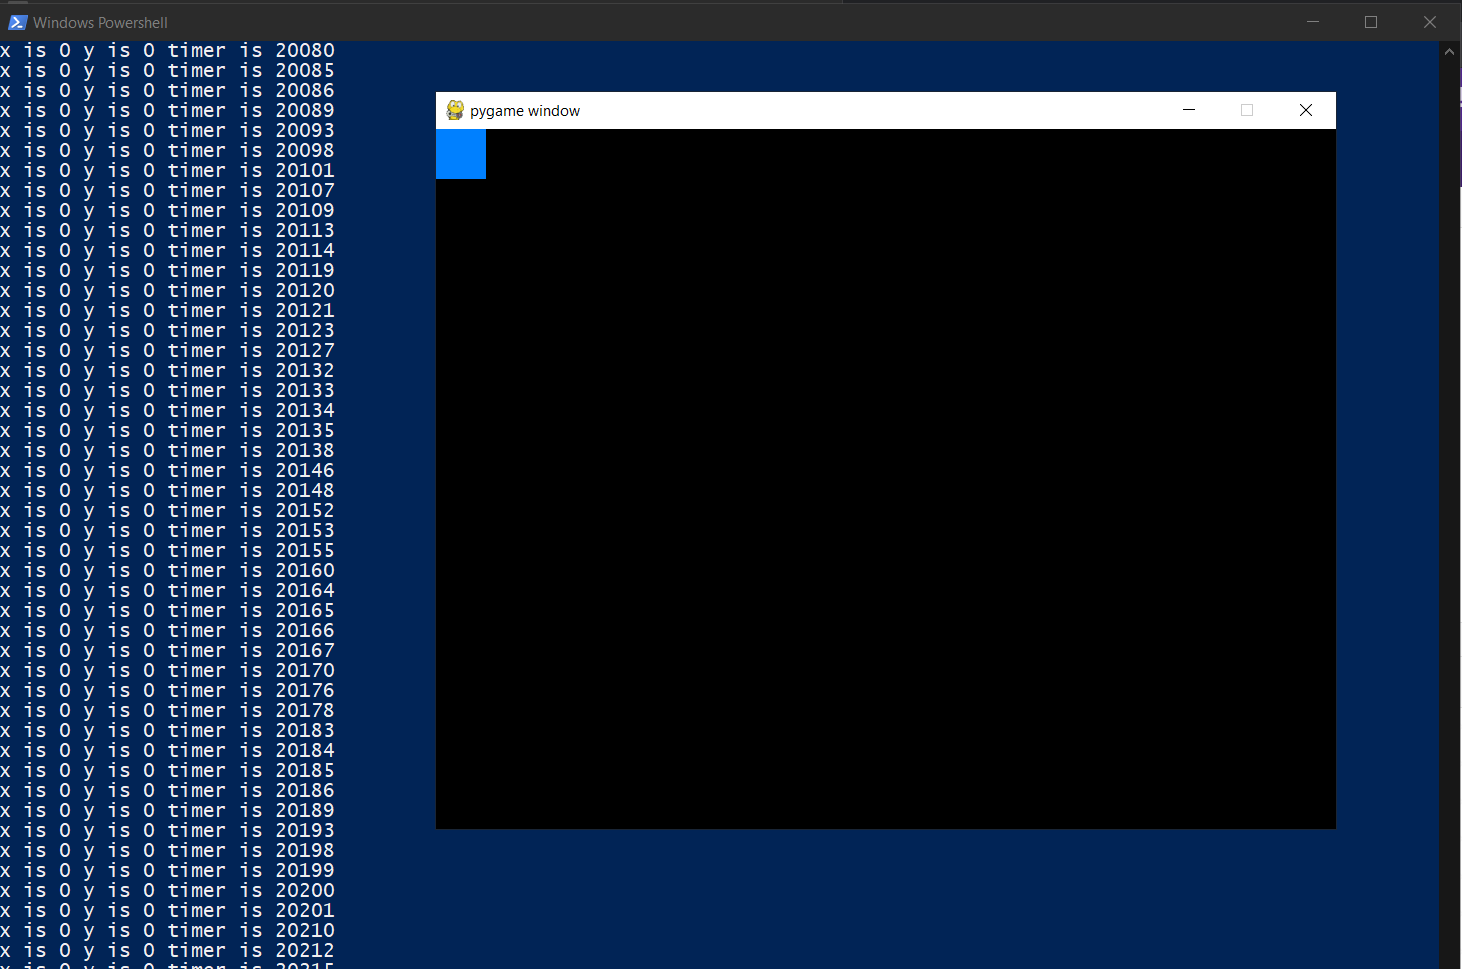 Windows Powershell
x is 0 y is 0 timer is 20080
x is 0 y is 0 timer is 20085
x is 0 y is 0 timer is 20086
x is 0 y is 0 timer is 20089
x is 0 y is 0 timer is 20093
x is 0 y is 0 timer is 20098
x is 0 y is 0 timer is 20101
x is 0 y is 0 timer is 20107
x is 0 y is 0 timer is 20109
x is 0 y is 0 timer is 20113
x is 0 y is 0 timer is 20114
x is 0 y is 0 timer is 20119
x is 0 y is 0 timer is 20120
x is 0 y is 0 timer is 20121
x is 0 y is 0 timer is 20123
x is 0 y is 0 timer is 20127
x is 0 y is 0 timer is 20132
x is 0 y is 0 timer is 20133
x is 0 y is 0 timer is 20134
x is 0 y is 0 timer is 20135
x is 0 y is 0 timer is 20138
x is 0 y is 0 timer is 20146
x is 0 y is 0 timer is 20148
x is 0 y is 0 timer is 20152
x is 0 y is 0 timer is 20153
x is 0 y is 0 timer is 20155
x is 0 y is 0 timer is 20160
x is 0 y is 0 timer is 20164
x is 0 y is 0 timer is 20165
x is 0 y is 0 timer is 20166
x is 0 y is 0 timer is 20167
x is 0 y is 0 timer is 20170
x is 0 y is 0 timer is 20176
x is 0 y is 0 timer is 20178
x is 0 y is 0 timer is 20183
x is 0 y is 0 timer is 20184
x is 0 y is 0 timer is 20185
x is 0 y is 0 timer is 20186
x is 0 y is 0 timer is 20189
x is 0 y is 0 timer is 20193
x is 0 y is 0 timer is 20198
x is 0 y is 0 timer is 20199
x is 0 y is 0 timer is 20200
x is 0 y is 0 timer is 20201
x is 0 y is 0 timer is 20210
x is 0 y is 0 timer is 20212
x is 0 y is 0 timer is
pygame window